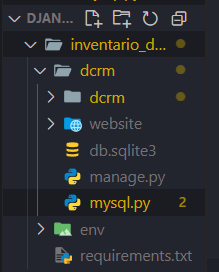 DJAN...
inventario_d...
dcrm
dcrm
website
db.sqlite3
manage.py
mysql.py 2
env
requirements.txt